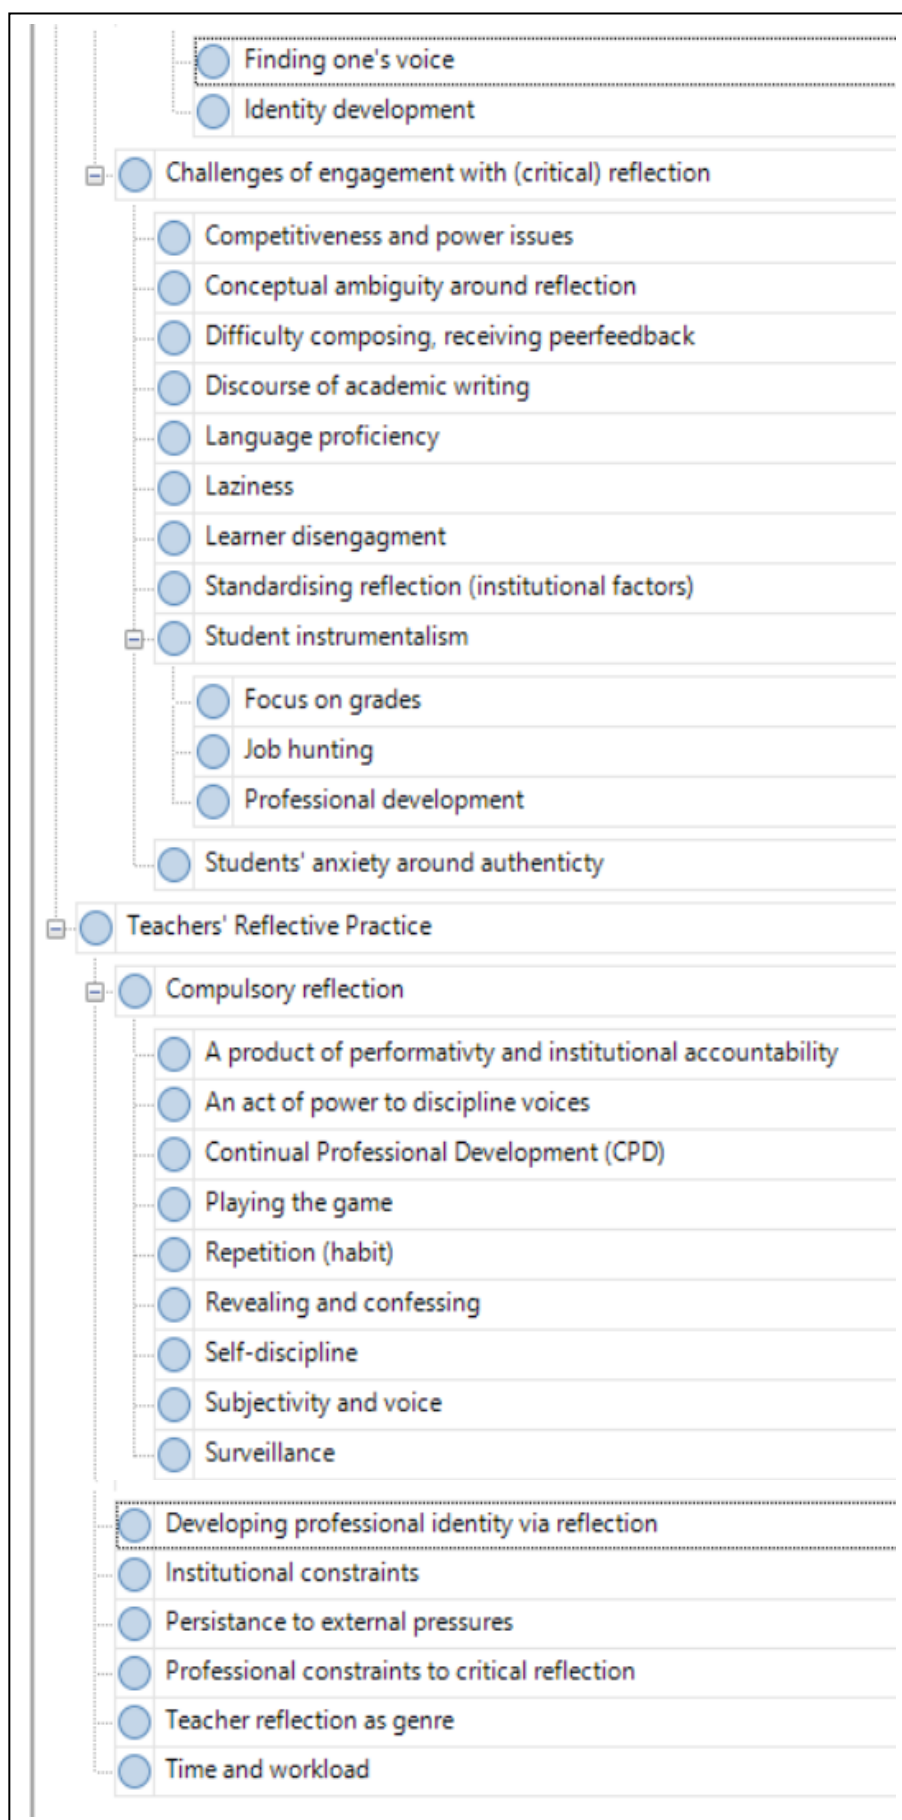 Finding one's voice
Identity development
Challenges of engagement with (critical) reflection
Competitiveness and power issues
Conceptual ambiguity around reflection
Difficulty composing, receiving peerfeedback
Discourse of academic writing
Language proficiency
Laziness
Learner disengagment
Standardising reflection (institutional factors)
Student instrumentalism
Focus on grades
Job hunting
Professional development
Students' anxiety around authenticty
Teachers' Reflective Practice
Compulsory reflection
A product of performativty and institutional accountability
An act of power to discipline voices
Continual Professional Development (CPD)
Playing the game
Repetition (habit)
Revealing and confessing
Self-discipline
Subjectivity and voice
Surveillance
Developing professional identity via reflection
Institutional constraints
Persistance to external pressures
Professional constraints to critical reflection
Teacher reflection as genre
Time and workload